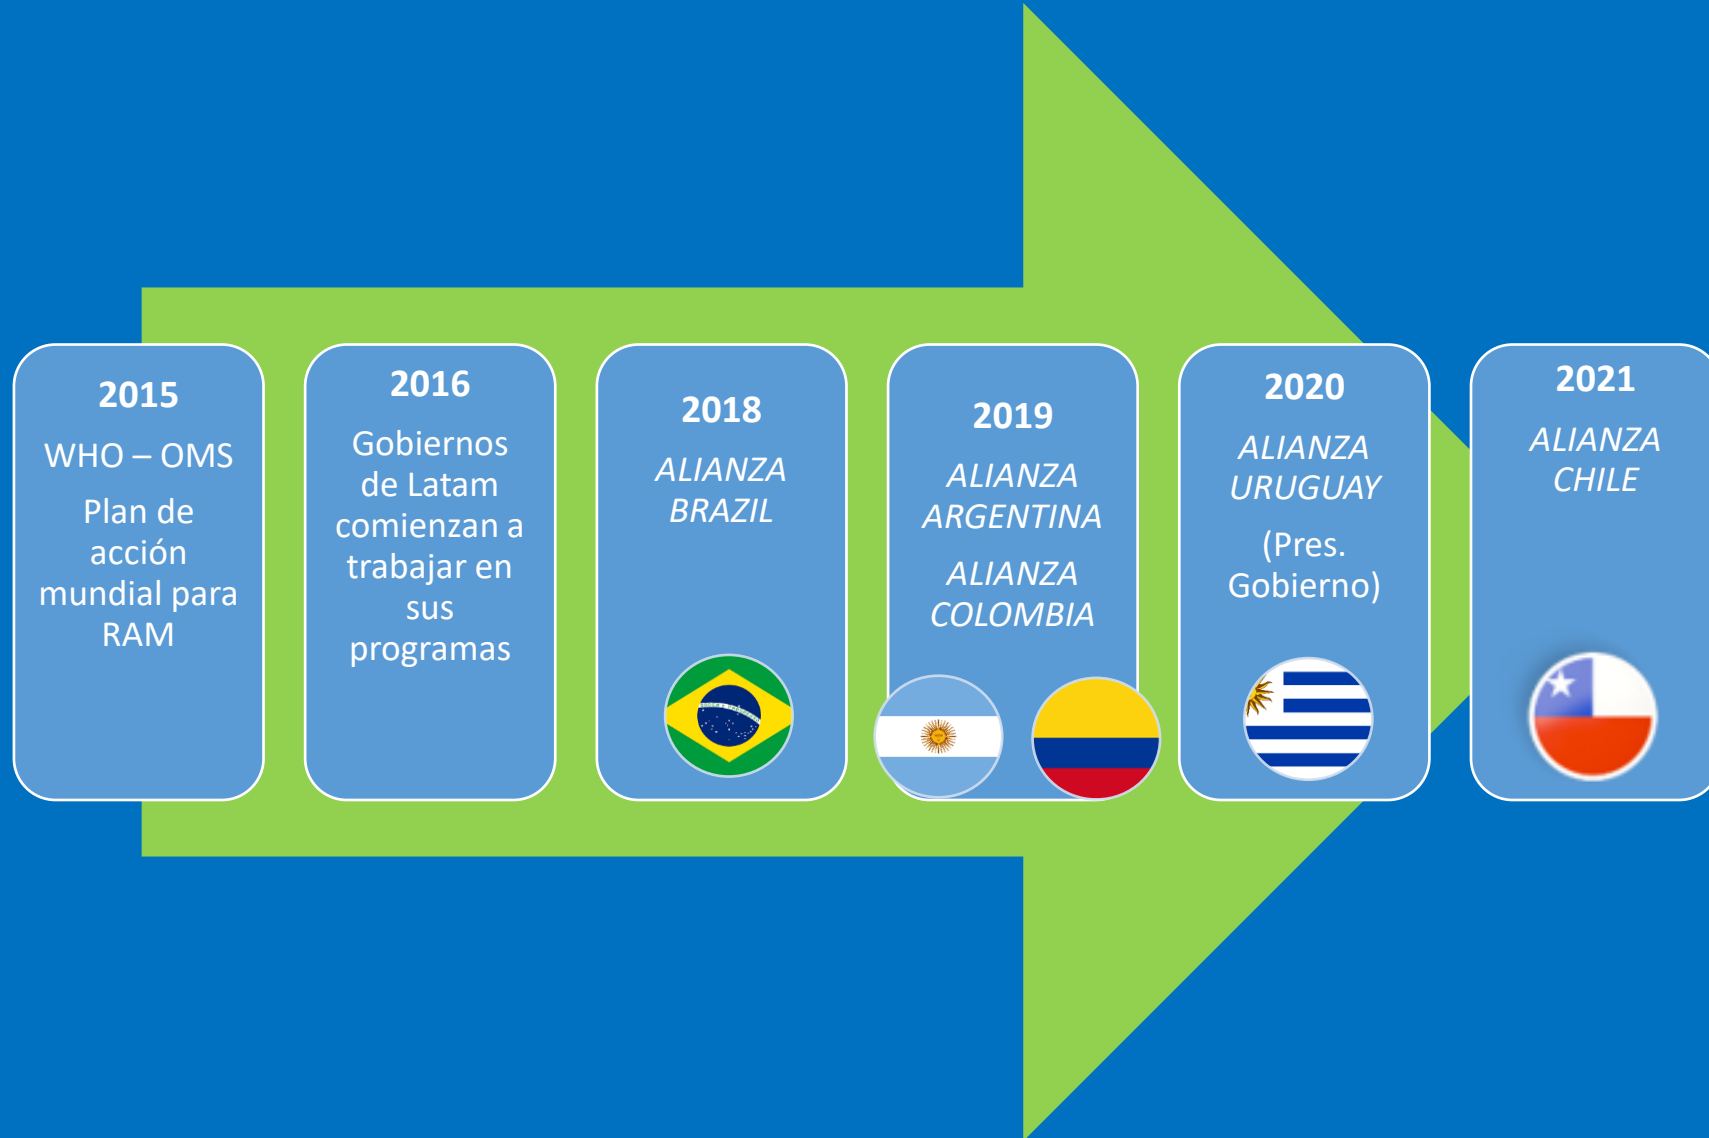 2015
WHO – OMS
Plan de
acción
mundial para
RAM
2016
Gobiernos
de Latam
comienzan a
trabajar en
sus
programas
2018
ALIANZA
BRAZIL
2019
ALIANZA
ARGENTINA
ALIANZA
COLOMBIA
2020
ALIANZA
URUGUAY
(Pres.
Gobierno)
2021
ALIANZA
CHILE